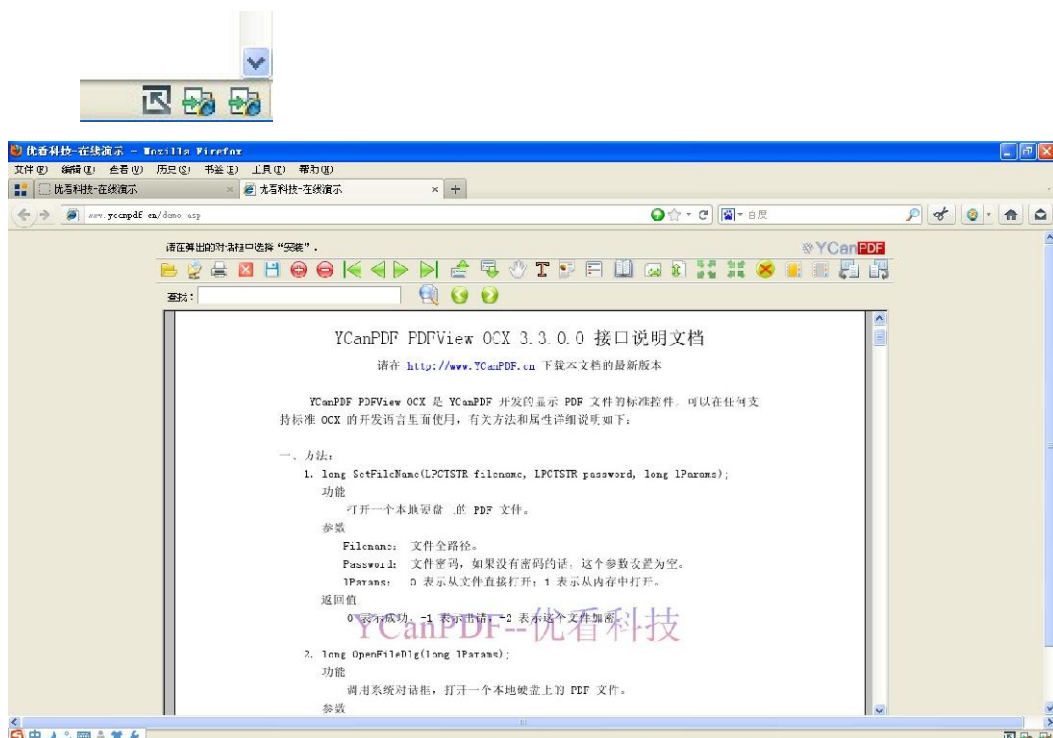 优看科技-在线演示 - Mozilla Firefox
文件(F) 编辑(E) 查看(V) 历史(S) 书签(B) 工具(T) 帮助(H)
优看科技-在线演示 × 优看科技-在线演示 × +
www.ycanpdf.cn/demo.asp 百度
请在弹出的对话框中选择“安装”.
YCanPDF
查找:
YCanPDF PDFView OCX 3.3.0.0 接口说明文档
请在 http://www.YCanPDF.cn 下载本文档的最新版本
YCanPDF PDFView OCX 是 YCanPDF 开发的显示 PDF 文件的标准控件。可以在任何支
持标准 OCX 的开发语言里面使用,有关方法和属性详细说明如下:
一、方法:
1. long SetFileName(LPCTSTR filename, LPCTSTR password, long lParams);
功能
打开一个本地硬盘上的 PDF 文件。
参数
Filename: 文件全路径。
Password: 文件密码,如果没有密码的话,这个参数设置为空。
lParams: 0 表示从文件直接打开;1 表示从内存中打开。
返回值
0 表示成功,-1 表示出错,-2 表示这个文件加密。
YCanPDF--优看科技
2. long OpenFileDlg(long lParams);
功能
调用系统对话框,打开一个本地硬盘上的 PDF 文件。
参数
中